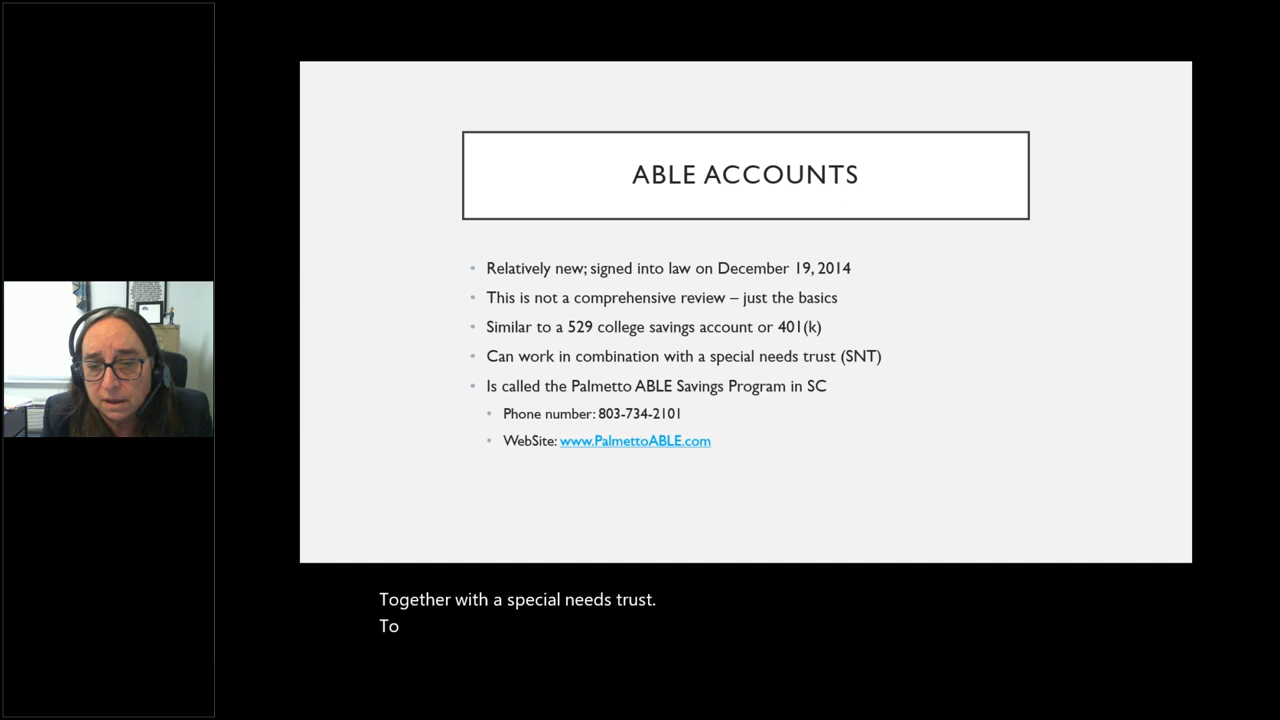 ABLE ACCOUNTS
• Relatively new; signed into law on December 19, 2014
• This is not a comprehensive review – just the basics
• Similar to a 529 college savings account or 401(k)
• Can work in combination with a special needs trust (SNT)
• Is called the Palmetto ABLE Savings Program in SC
• Phone number: 803-734-2101
• WebSite: www.PalmettoABLE.com
Together with a special needs trust.
To